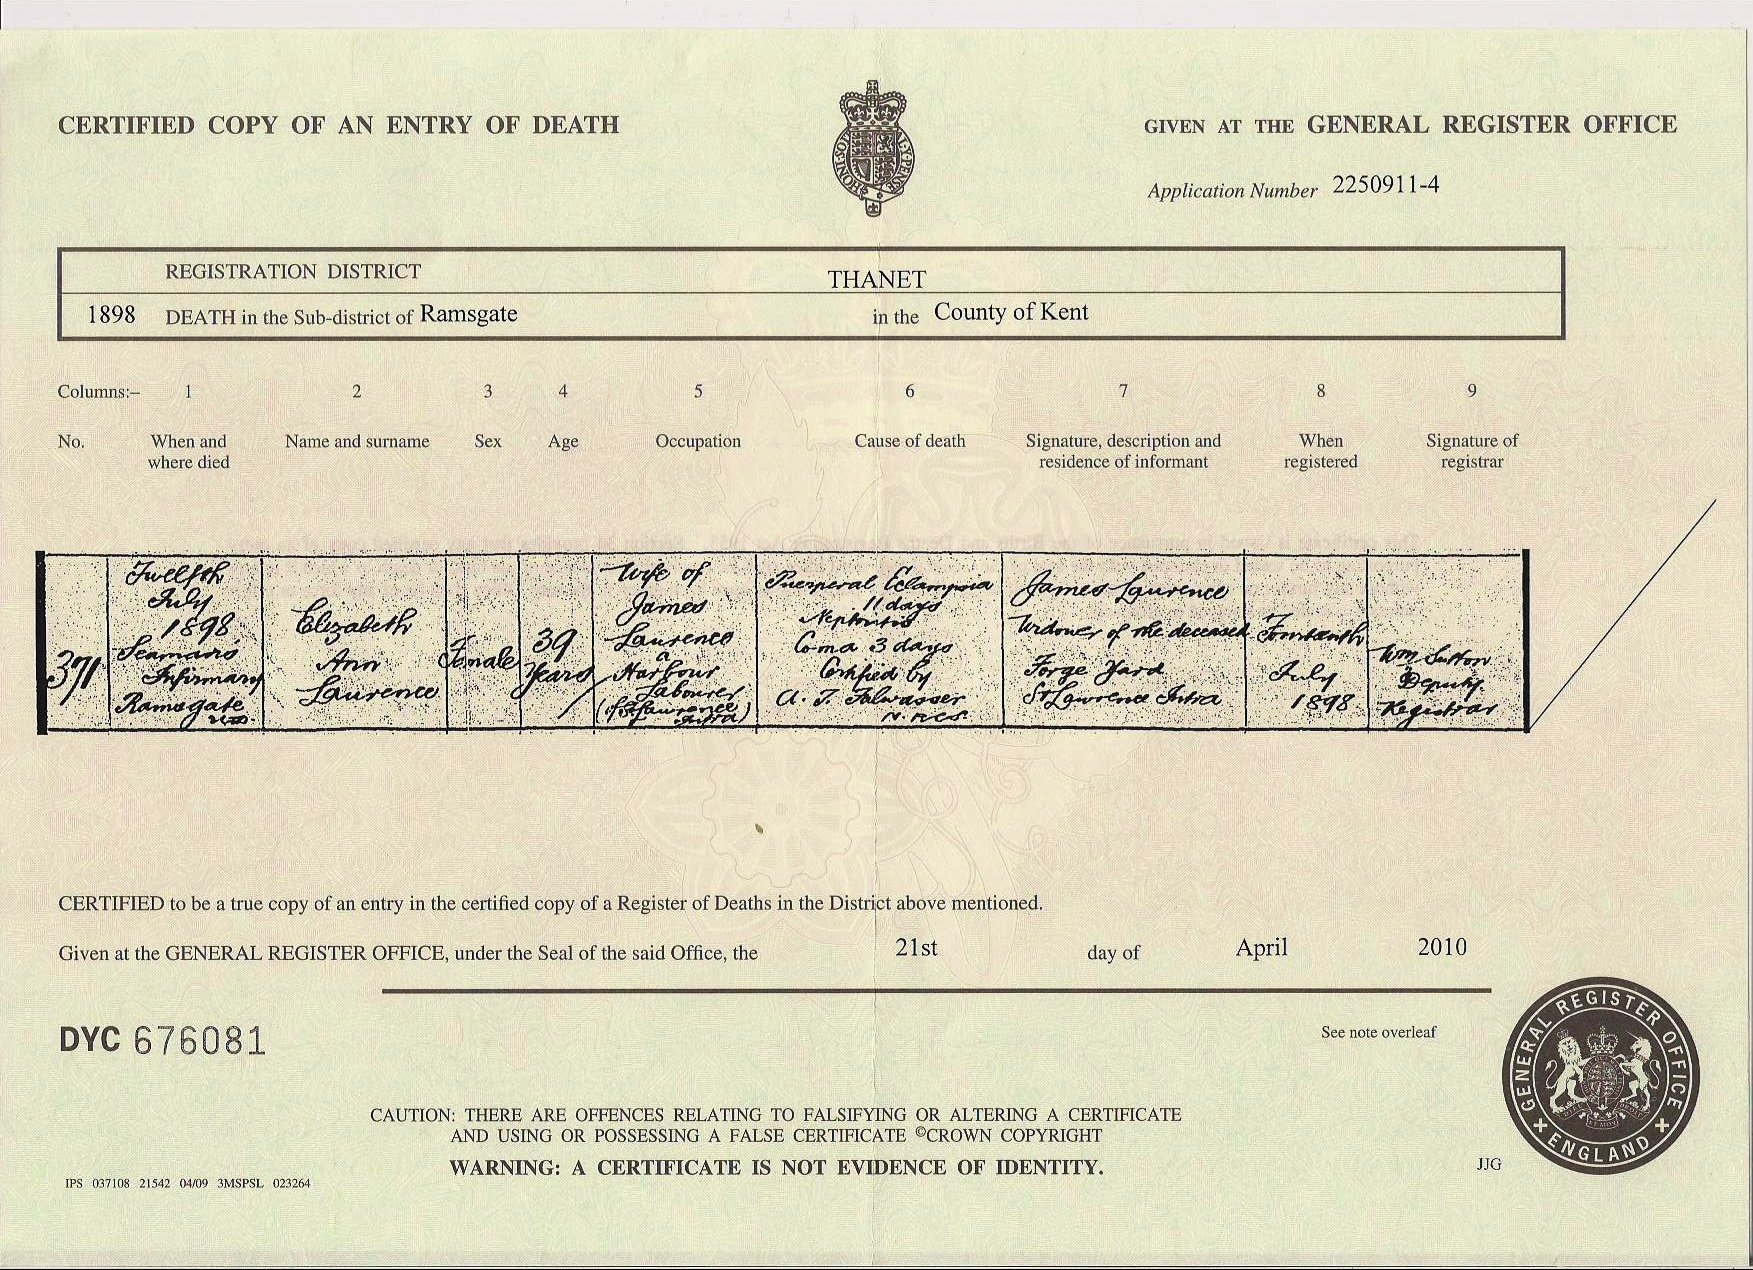 CERTIFIED COPY OF AN ENTRY OF DEATH
GIVEN AT THE GENERAL REGISTER OFFICE
Application Number 2250911-4
REGISTRATION DISTRICT THANET
1898 DEATH in the Sub-district of Ramsgate in the County of Kent
Columns:– 1 2 3 4 5 6 7 8 9
No.
When and
where died
Name and surname
Sex
Age
Occupation
Cause of death
Signature, description and
residence of informant
When
registered
Signature of
registrar
371
Twelfth
July
1898
Seamans
Infirmary
Ramsgate
Elizabeth
Ann
Laurence
Female
39
Years
Wife of
James
Laurence
a
Harbour
Labourer
(of St Lawrence
Intra)
Puerperal Eclampsia
11 days
Nephritis
Coma 3 days
Certified by
A. F.
James Laurence
Widower of the deceased
Forge Yard
St Lawrence Intra
Fourteenth
July
1898
Wm Sutton
Deputy
Registrar
CERTIFIED to be a true copy of an entry in the certified copy of a Register of Deaths in the District above mentioned.
Given at the GENERAL REGISTER OFFICE, under the Seal of the said Office, the 21st day of April 2010
DYC 676081
See note overleaf
CAUTION: THERE ARE OFFENCES RELATING TO FALSIFYING OR ALTERING A CERTIFICATE
AND USING OR POSSESSING A FALSE CERTIFICATE ©CROWN COPYRIGHT
WARNING: A CERTIFICATE IS NOT EVIDENCE OF IDENTITY.
IPS 037108 21542 04/09 3MSPSL 023264
JJG
GENERAL REGISTER OFFICE
ENGLAND